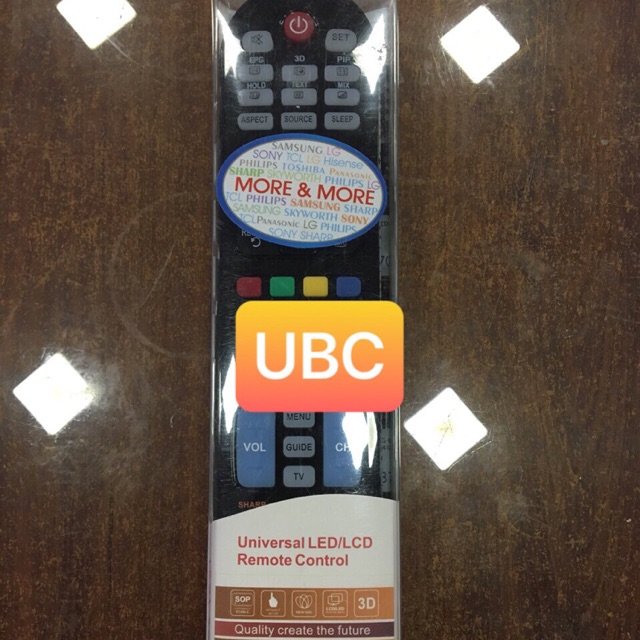 SET
EPG 3D PIP
HOLD TEXT MIX
ASPECT SOURCE SLEEP
SAMSUNG LG
SONY TCL LG Hisense
PHILIPS TOSHIBA PANASONIC
SHARP SKYWORTH PHILIPS LG
MORE & MORE
TCL PHILIPS SAMSUNG SHARP
SAMSUNG SKYWORTH SONY
TCL PANASONIC LG PHILIPS
SONY SHARP
UBC
MENU
VOL GUIDE CH
TV
SHARP
Universal LED/LCD
Remote Control
SOP 3D
Quality create the future